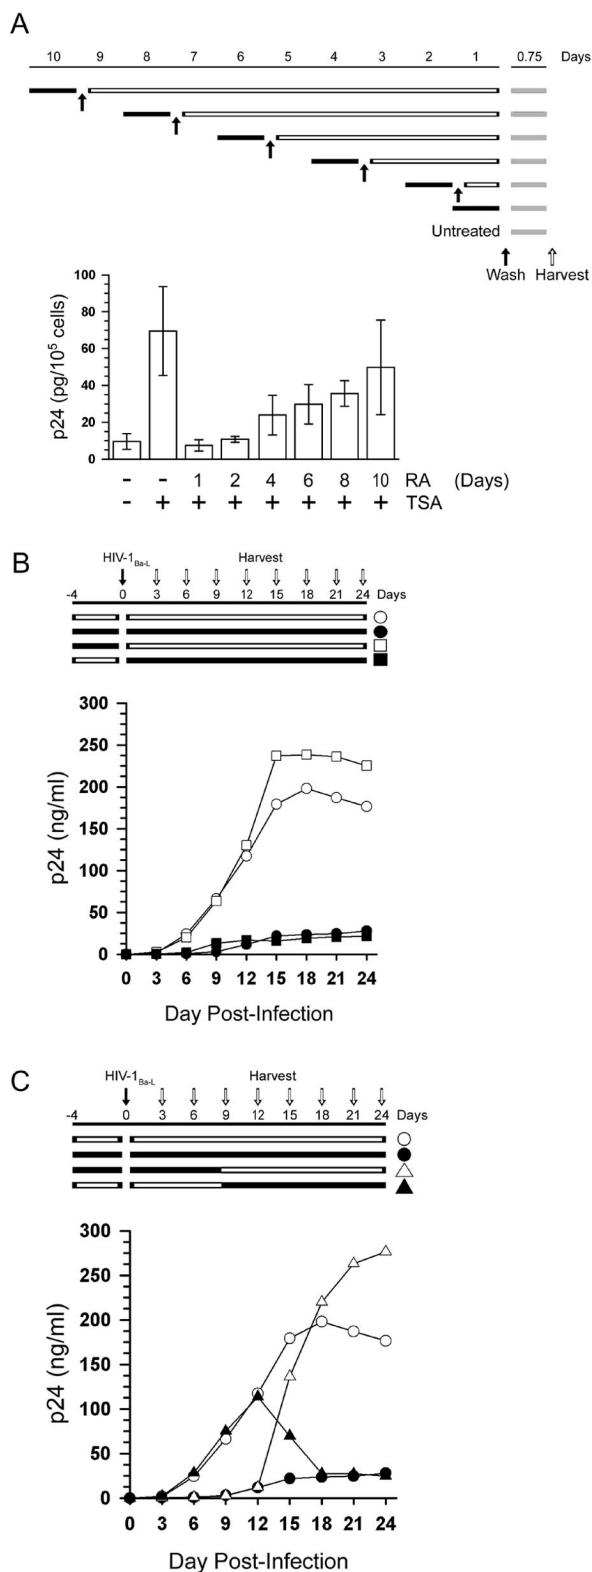 A
10 9 8 7 6 5 4 3 2 1 0.75 Days
Untreated
Wash Harvest
p24 (pg/10⁵ cells)
100
80
60
40
20
0
- - 1 2 4 6 8 10 RA (Days)
- + + + + + + + TSA
B
HIV-1Ba-L Harvest
-4 0 3 6 9 12 15 18 21 24 Days
p24 (ng/ml)
300
250
200
150
100
50
0
0 3 6 9 12 15 18 21 24
Day Post-Infection
C
HIV-1Ba-L Harvest
-4 0 3 6 9 12 15 18 21 24 Days
p24 (ng/ml)
300
250
200
150
100
50
0
0 3 6 9 12 15 18 21 24
Day Post-Infection